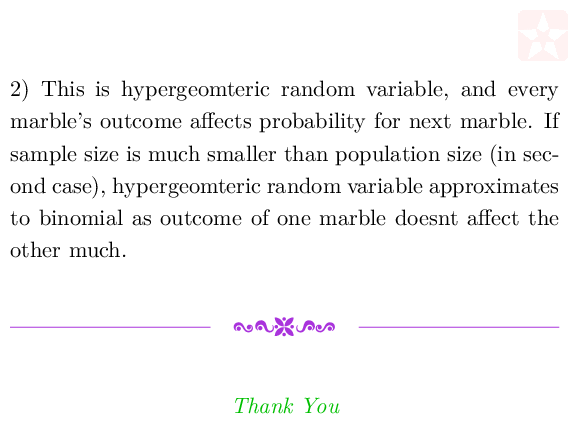 2) This is hypergeomteric random variable, and every
marble's outcome affects probability for next marble. If
sample size is much smaller than population size (in sec-
ond case), hypergeomteric random variable approximates
to binomial as outcome of one marble doesnt affect the
other much.
Thank You